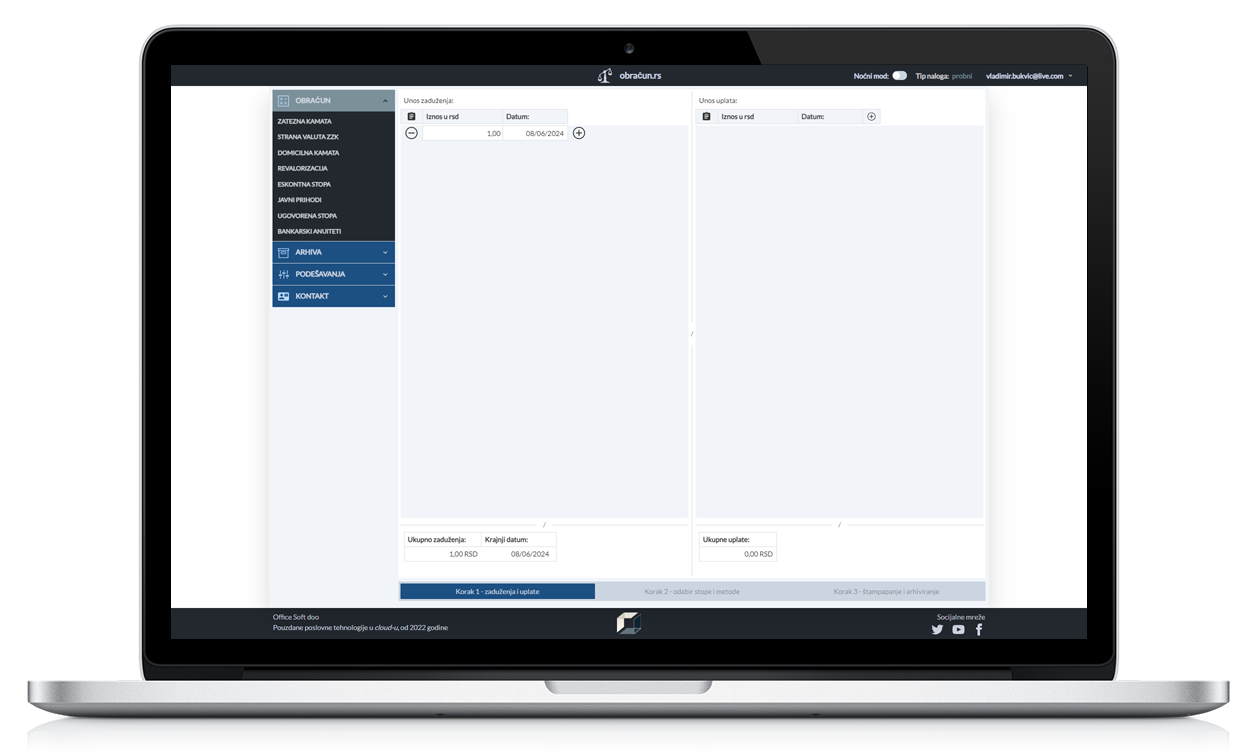 obračun.rs
Noćni mod:
Tip naloga: probni
vladimir.bukvic@live.com
OBRAČUN
ZATEZNA KAMATA
STRANA VALUTA ZZK
DOMICILNA KAMATA
REVALORIZACIJA
ESKONTNA STOPA
JAVNI PRIHODI
UGOVORENA STOPA
BANKARSKI ANUITETI
ARHIVA
PODEŠAVANJA
KONTAKT
Unos zaduženja:
Iznos u rsd Datum:
1,00 08/06/2024
Unos uplata:
Iznos u rsd Datum:
/
/
/
Ukupno zaduženja: Krajnji datum:
1,00 RSD 08/06/2024
Ukupne uplate:
0,00 RSD
Korak 1 - zaduženja i uplate
Korak 2 - odabir stope i metode
Korak 3 - štampapanje i arhiviranje
Office Soft doo
Pouzdane poslovne tehnologije u cloud-u, od 2022 godine
Socijalne mreže